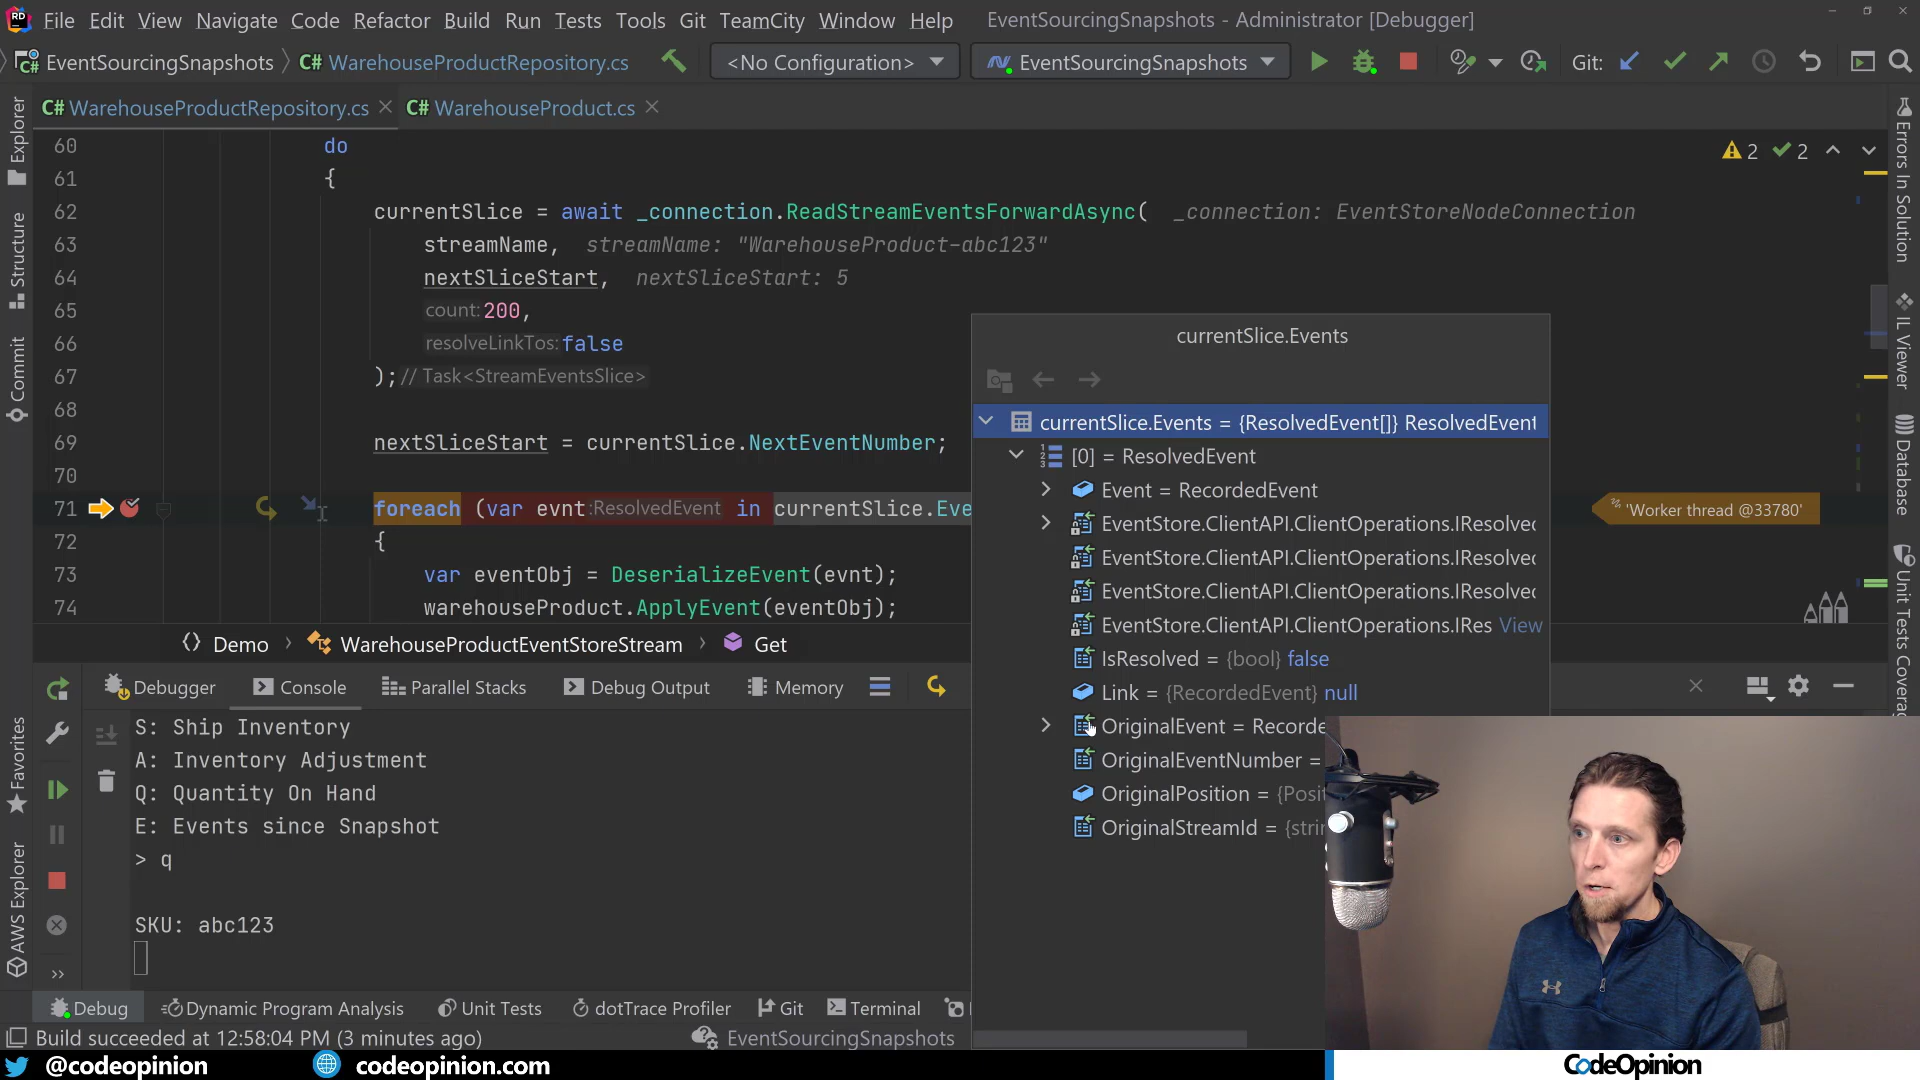 File Edit View Navigate Code Refactor Build Run Tests Tools Git TeamCity Window Help EventSourcingSnapshots - Administrator [Debugger]
EventSourcingSnapshots C# WarehouseProductRepository.cs <No Configuration> EventSourcingSnapshots Git:
C# WarehouseProductRepository.cs C# WarehouseProduct.cs
60 do
2 2
61 {
62 currentSlice = await _connection.ReadStreamEventsForwardAsync( _connection: EventStoreNodeConnection
63 streamName, streamName: "WarehouseProduct-abc123"
64 nextSliceStart, nextSliceStart: 5
65 count: 200,
66 resolveLinkTos: false
67 ); // Task<StreamEventsSlice>
68
69 nextSliceStart = currentSlice.NextEventNumber;
70
71 foreach (var evnt: ResolvedEvent in currentSlice.Eve
'Worker thread @33780'
72 {
73 var eventObj = DeserializeEvent(evnt);
74 warehouseProduct.ApplyEvent(eventObj);
Demo WarehouseProductEventStoreStream Get
currentSlice.Events
currentSlice.Events = {ResolvedEvent[]} ResolvedEvent
[0] = ResolvedEvent
Event = RecordedEvent
EventStore.ClientAPI.ClientOperations.IResolved
EventStore.ClientAPI.ClientOperations.IResolved
EventStore.ClientAPI.ClientOperations.IResolved
EventStore.ClientAPI.ClientOperations.IRes View
IsResolved = {bool} false
Link = {RecordedEvent} null
OriginalEvent = Recorde
OriginalEventNumber =
OriginalPosition = {Posit
OriginalStreamId = {strin
Debugger Console Parallel Stacks Debug Output Memory
S: Ship Inventory
A: Inventory Adjustment
Q: Quantity On Hand
E: Events since Snapshot
> q
SKU: abc123
Debug Dynamic Program Analysis Unit Tests dotTrace Profiler Git Terminal
Build succeeded at 12:58:04 PM (3 minutes ago) EventSourcingSnapshots
@codeopinion codeopinion.com CodeOpinion
Explorer
Structure
Commit
Favorites
AWS Explorer
Errors In Solution
IL Viewer
Database
Unit Tests Coverag